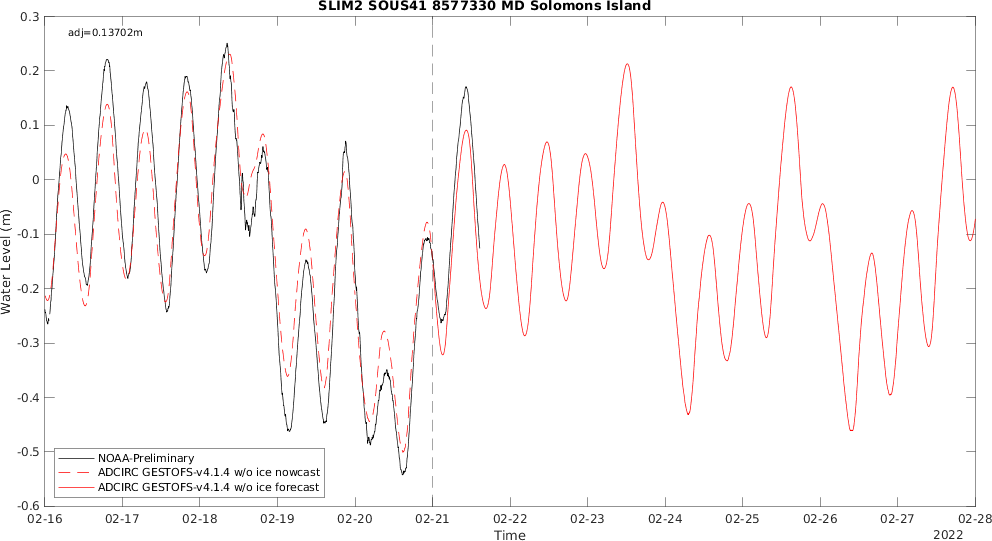 SLIM2 SOUS41 8577330 MD Solomons Island
adj=0.13702m
0.3
0.2
0.1
0
-0.1
-0.2
-0.3
-0.4
-0.5
-0.6
Water Level (m)
NOAA-Preliminary
ADCIRC GESTOFS-v4.1.4 w/o ice nowcast
ADCIRC GESTOFS-v4.1.4 w/o ice forecast
02-16 02-17 02-18 02-19 02-20 02-21 02-22 02-23 02-24 02-25 02-26 02-27 02-28
Time
2022